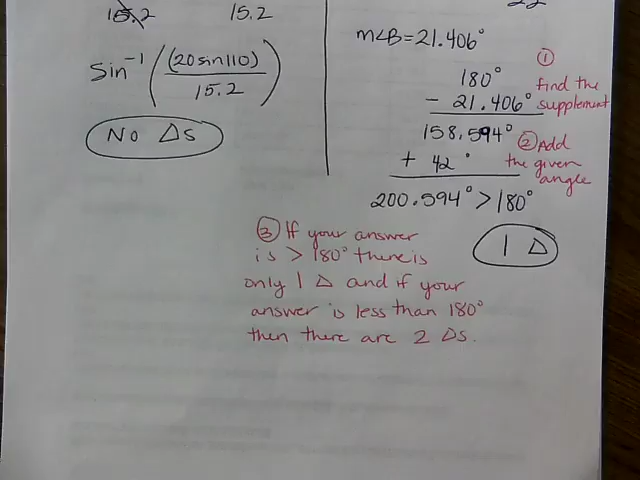 15.2 15.2
Sin⁻¹ ( (20sin110) / 15.2 )
No Δs
m∠B=21.406°
180°
- 21.406°
158.594°
+ 42°
200.594° > 180°
1 Δ
① Find the
supplement
② Add
the given
angle
③ If your answer
is > 180° there is
only 1 Δ and if your
answer is less than 180°
then there are 2 Δs.